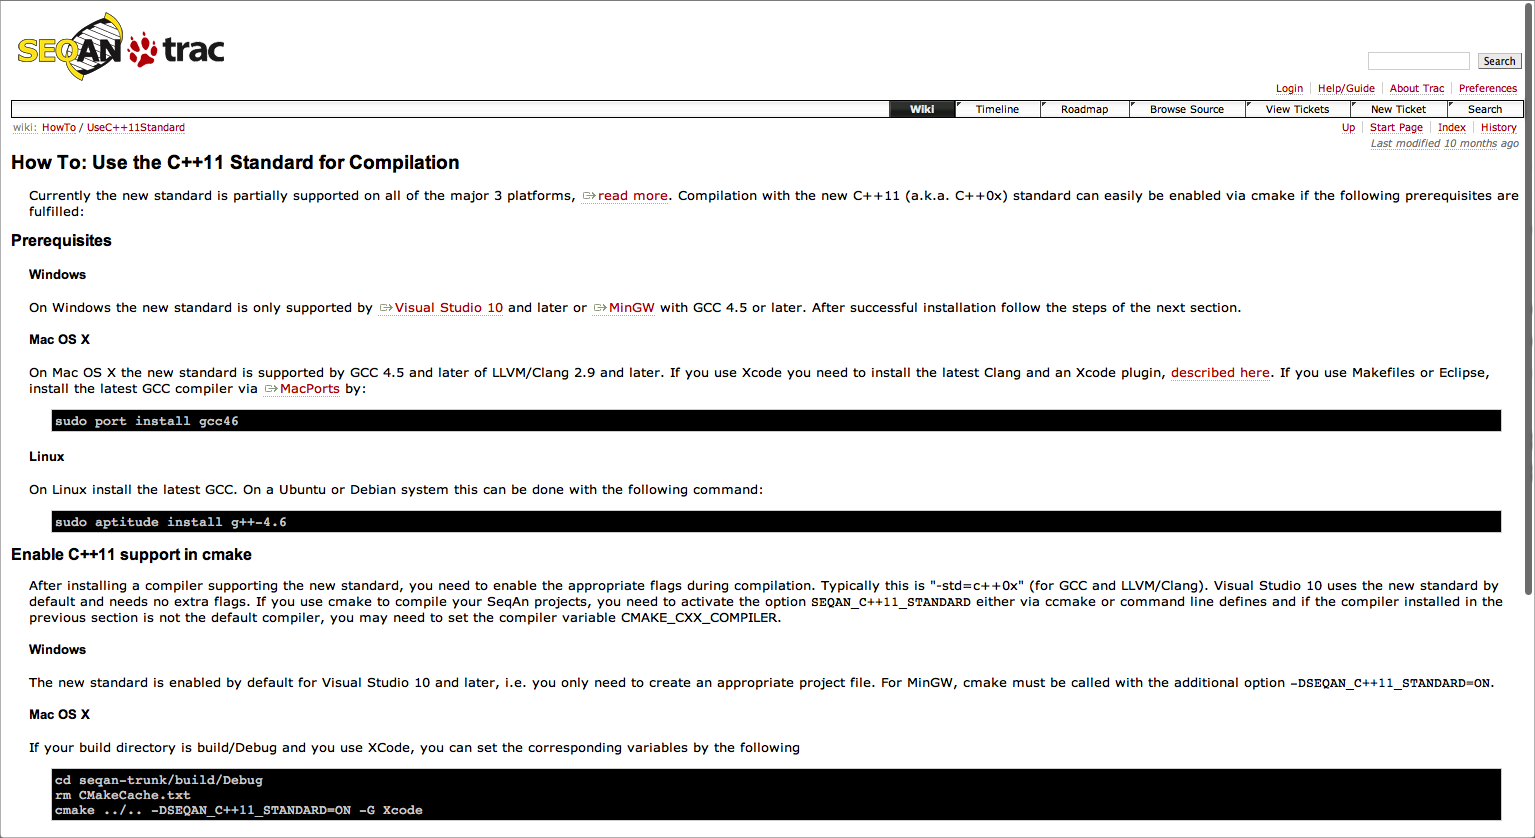 SEQAN trac
Search
Login Help/Guide About Trac Preferences
Wiki Timeline Roadmap Browse Source View Tickets New Ticket Search
wiki: HowTo / UseC++11Standard
Up Start Page Index History
Last modified 10 months ago
How To: Use the C++11 Standard for Compilation
Currently the new standard is partially supported on all of the major 3 platforms, read more. Compilation with the new C++11 (a.k.a. C++0x) standard can easily be enabled via cmake if the following prerequisites are
fulfilled:
Prerequisites
Windows
On Windows the new standard is only supported by Visual Studio 10 and later or MinGW with GCC 4.5 or later. After successful installation follow the steps of the next section.
Mac OS X
On Mac OS X the new standard is supported by GCC 4.5 and later of LLVM/Clang 2.9 and later. If you use Xcode you need to install the latest Clang and an Xcode plugin, described here. If you use Makefiles or Eclipse,
install the latest GCC compiler via MacPorts by:
sudo port install gcc46
Linux
On Linux install the latest GCC. On a Ubuntu or Debian system this can be done with the following command:
sudo aptitude install g++-4.6
Enable C++11 support in cmake
After installing a compiler supporting the new standard, you need to enable the appropriate flags during compilation. Typically this is "-std=c++0x" (for GCC and LLVM/Clang). Visual Studio 10 uses the new standard by
default and needs no extra flags. If you use cmake to compile your SeqAn projects, you need to activate the option SEQAN_C++11_STANDARD either via ccmake or command line defines and if the compiler installed in the
previous section is not the default compiler, you may need to set the compiler variable CMAKE_CXX_COMPILER.
Windows
The new standard is enabled by default for Visual Studio 10 and later, i.e. you only need to create an appropriate project file. For MinGW, cmake must be called with the additional option -DSEQAN_C++11_STANDARD=ON.
Mac OS X
If your build directory is build/Debug and you use XCode, you can set the corresponding variables by the following
cd seqan-trunk/build/Debug
rm CMakeCache.txt
cmake ../.. -DSEQAN_C++11_STANDARD=ON -G Xcode